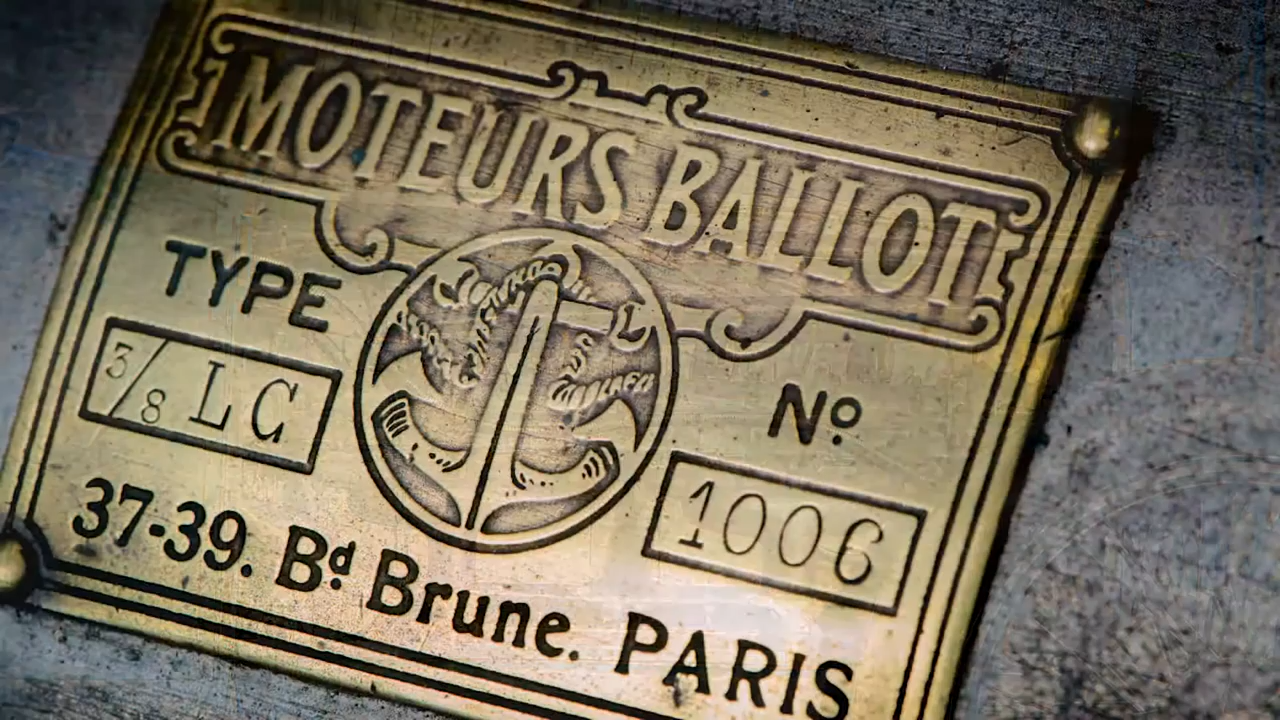 MOTEURS BALLOT
TYPE
3/8 LC
Nº
1006
37-39. Bd Brune. PARIS